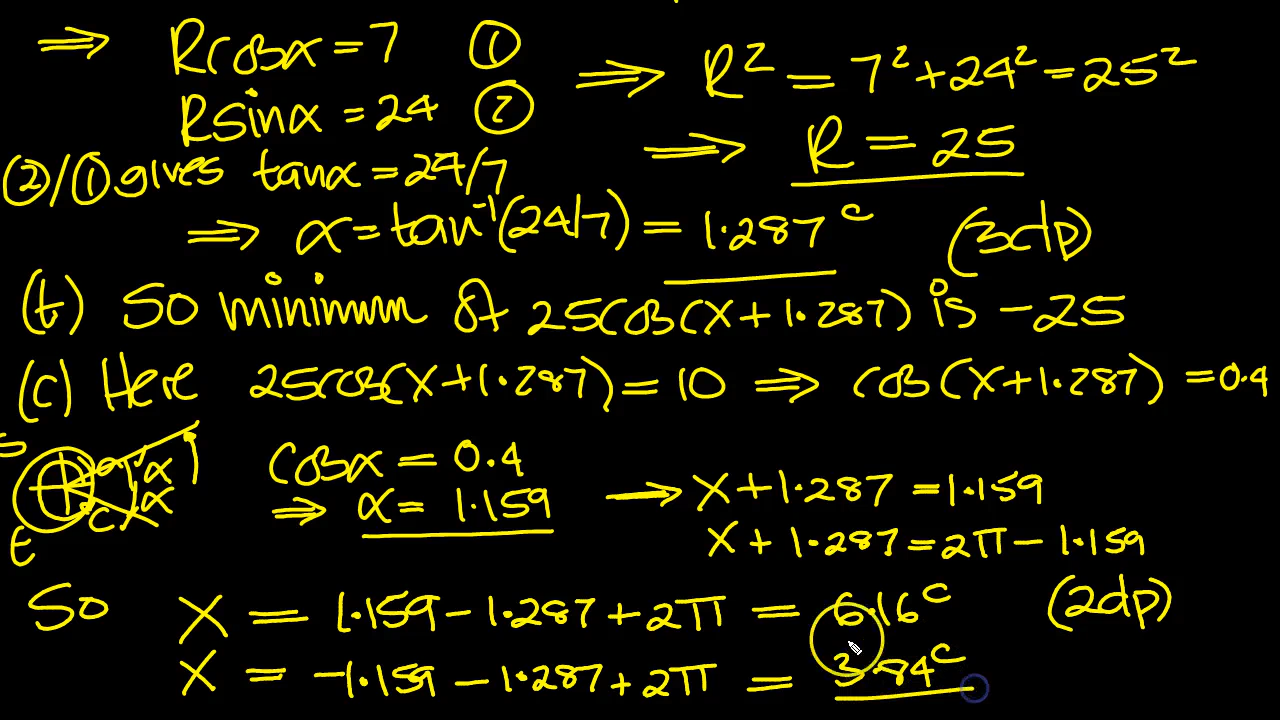 ⇒ Rcosα = 7 ①
Rsinα = 24 ②
⇒ R² = 7² + 24² = 25²
⇒ R = 25
②/① gives tanα = 24/7
⇒ α = tan⁻¹(24/7) = 1.287ᶜ (3dp)
(b) So minimum of 25cos(x + 1.287) is -25
(c) Here 25cos(x + 1.287) = 10 ⇒ cos(x + 1.287) = 0.4
S
α
C α
T
cosα = 0.4
⇒ α = 1.159
→ x + 1.287 = 1.159
x + 1.287 = 2π - 1.159
So x = 1.159 - 1.287 + 2π = 6.16ᶜ (2dp)
x = -1.159 - 1.287 + 2π = 3.84ᶜ